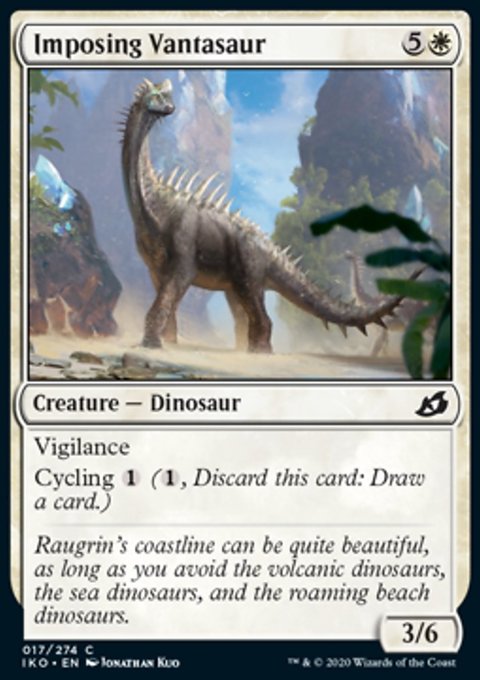 Imposing Vantasaur 5
Creature — Dinosaur
Vigilance
Cycling 1 (1, Discard this card: Draw
a card.)
Raugrin's coastline can be quite beautiful,
as long as you avoid the volcanic dinosaurs,
the sea dinosaurs, and the roaming beach
dinosaurs.
3/6
017/274 C
IKO • EN Jonathan Kuo
™ & © 2020 Wizards of the Coast